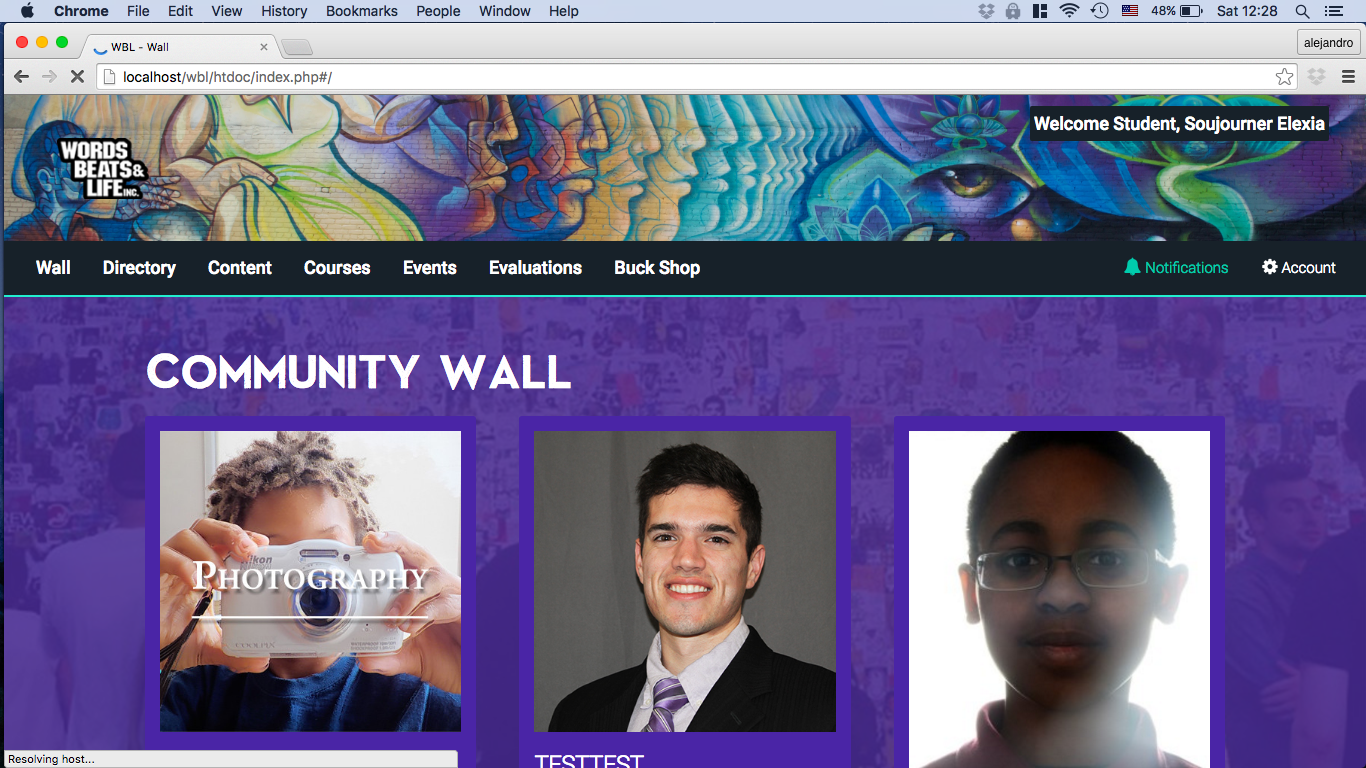 Chrome File Edit View History Bookmarks People Window Help 48% Sat 12:28
WBL - Wall
alejandro
localhost/wbl/htdoc/index.php#/
WORDS
BEATS&
LIFE INC.
Welcome Student, Soujourner Elexia
Wall Directory Content Courses Events Evaluations Buck Shop Notifications Account
COMMUNITY WALL
Nikon
PHOTOGRAPHY
COOLPIX
TESTTEST
Resolving host...